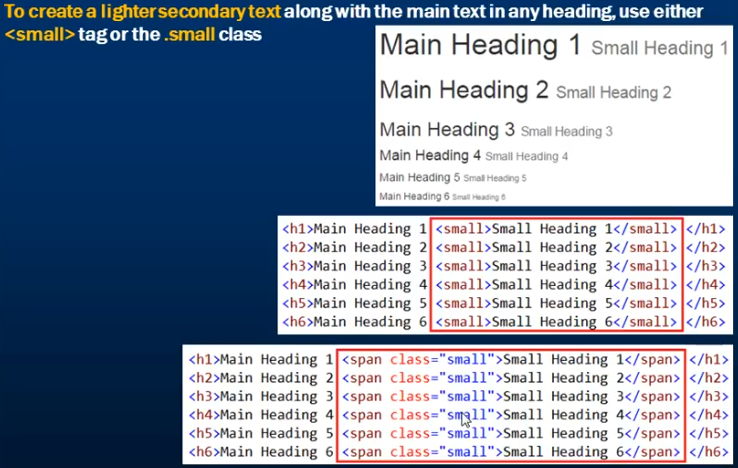 To create a lighter secondary text along with the main text in any heading, use either
<small> tag or the .small class
Main Heading 1 Small Heading 1
Main Heading 2 Small Heading 2
Main Heading 3 Small Heading 3
Main Heading 4 Small Heading 4
Main Heading 5 Small Heading 5
Main Heading 6 Small Heading 6
<h1>Main Heading 1 <small>Small Heading 1</small> </h1>
<h2>Main Heading 2 <small>Small Heading 2</small> </h2>
<h3>Main Heading 3 <small>Small Heading 3</small> </h3>
<h4>Main Heading 4 <small>Small Heading 4</small> </h4>
<h5>Main Heading 5 <small>Small Heading 5</small> </h5>
<h6>Main Heading 6 <small>Small Heading 6</small> </h6>
<h1>Main Heading 1 <span class="small">Small Heading 1</span> </h1>
<h2>Main Heading 2 <span class="small">Small Heading 2</span> </h2>
<h3>Main Heading 3 <span class="small">Small Heading 3</span> </h3>
<h4>Main Heading 4 <span class="small">Small Heading 4</span> </h4>
<h5>Main Heading 5 <span class="small">Small Heading 5</span> </h5>
<h6>Main Heading 6 <span class="small">Small Heading 6</span> </h6>